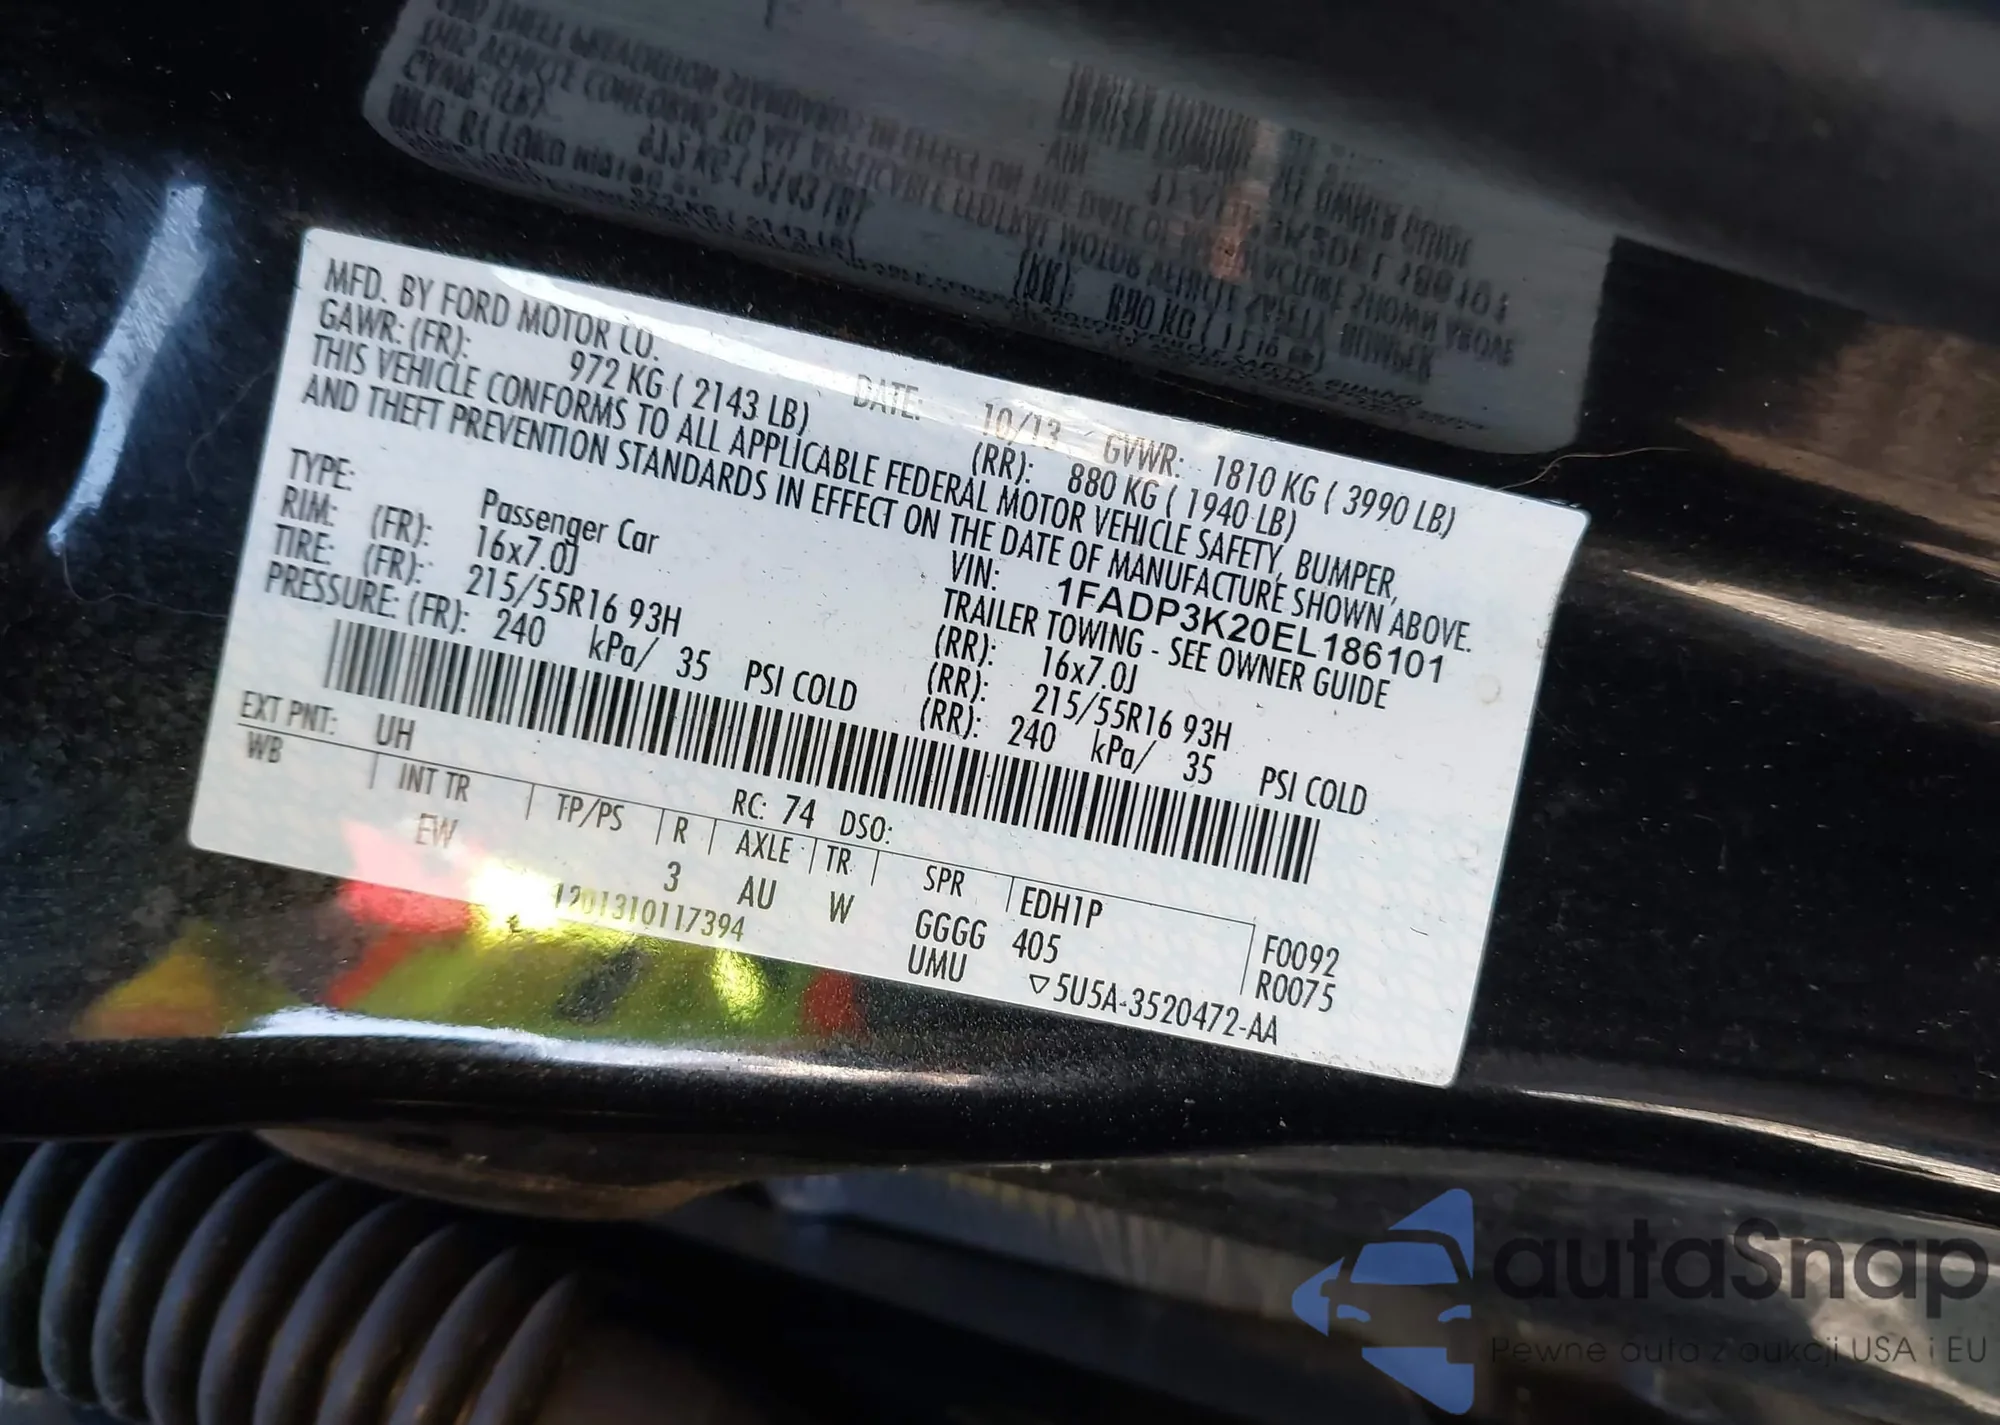 MFD. BY FORD MOTOR CO. DATE: 10/13 GVWR: 1810 KG ( 3990 LB)
GAWR: (FR): 972 KG ( 2143 LB) (RR): 880 KG ( 1940 LB)
THIS VEHICLE CONFORMS TO ALL APPLICABLE FEDERAL MOTOR VEHICLE SAFETY, BUMPER,
AND THEFT PREVENTION STANDARDS IN EFFECT ON THE DATE OF MANUFACTURE SHOWN ABOVE.
VIN: 1FADP3K20EL186101
TYPE: Passenger Car TRAILER TOWING - SEE OWNER GUIDE
RIM: (FR): 16x7.0J (RR): 16x7.0J
TIRE: (FR): 215/55R16 93H (RR): 215/55R16 93H
PRESSURE: (FR): 240 kPa/ 35 PSI COLD (RR): 240 kPa/ 35 PSI COLD
EXT PNT: UH RC: 74 DSO:
WB INT TR TP/PS R AXLE TR SPR EDH1P F0092
EW 3 AU W GGGG 405 R0075
1201310117394 UMU ▽5U5A-3520472-AA
autaSnap
Pewne auta z aukcji USA i EU